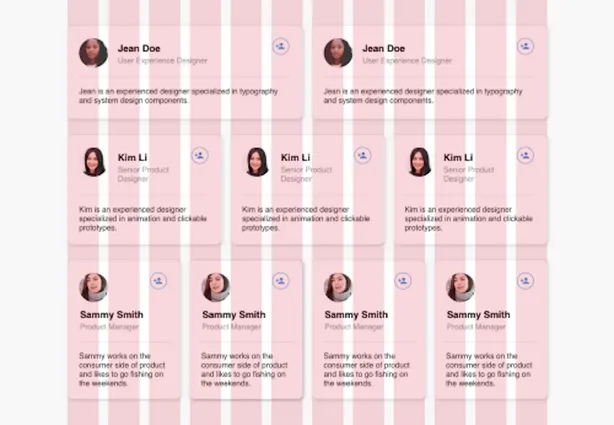 Jean Doe
User Experience Designer
Jean is an experienced designer specialized in typography
and system design components.
Jean Doe
User Experience Designer
Jean is an experienced designer specialized in typography
and system design components.
Kim Li
Senior Product
Designer
Kim is an experienced designer
specialized in animation and clickable
prototypes.
Kim Li
Senior Product
Designer
Kim is an experienced designer
specialized in animation and clickable
prototypes.
Kim Li
Senior Product
Designer
Kim is an experienced designer
specialized in animation and clickable
prototypes.
Sammy Smith
Product Manager
Sammy works on the
consumer side of product
and likes to go fishing on
the weekends.
Sammy Smith
Product Manager
Sammy works on the
consumer side of product
and likes to go fishing on
the weekends.
Sammy Smith
Product Manager
Sammy works on the
consumer side of product
and likes to go fishing on
the weekends.
Sammy Smith
Product Manager
Sammy works on the
consumer side of product
and likes to go fishing on
the weekends.